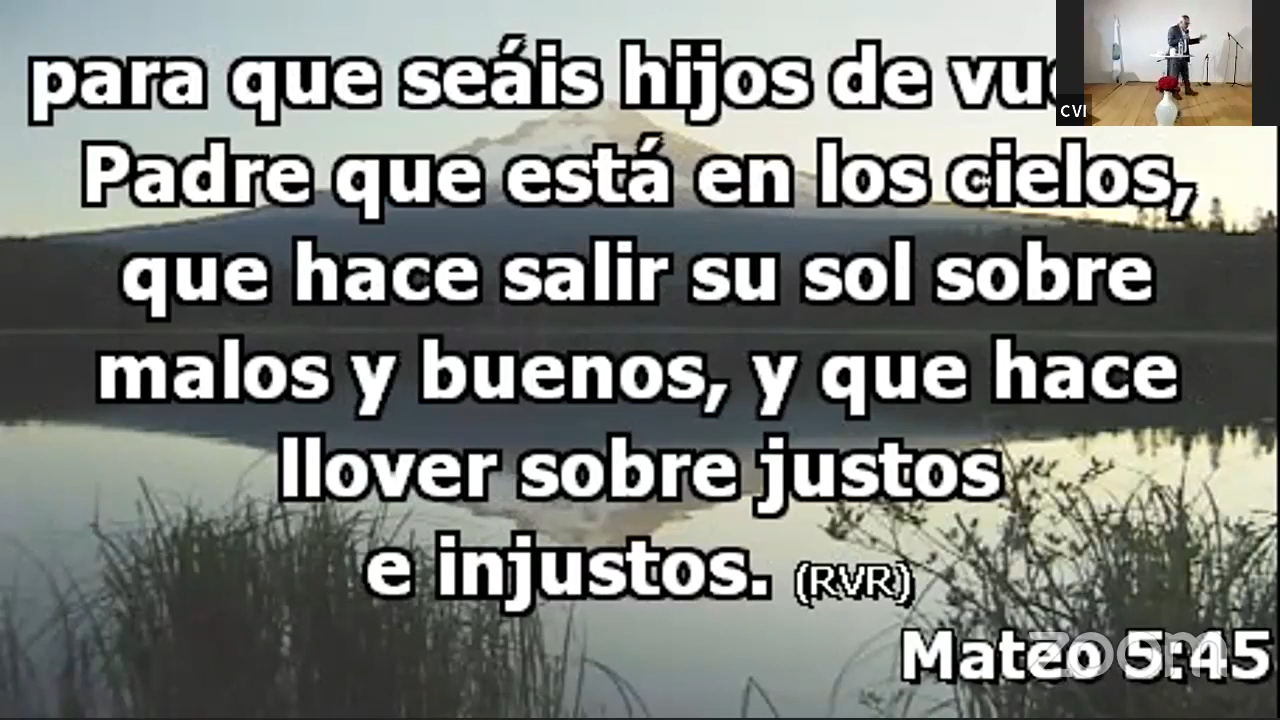 para que seáis hijos de
Padre que está en los cielos,
que hace salir su sol sobre
malos y buenos, y que hace
llover sobre justos
e injustos. (RVR)
Mateo 5:45
zoom
CVI